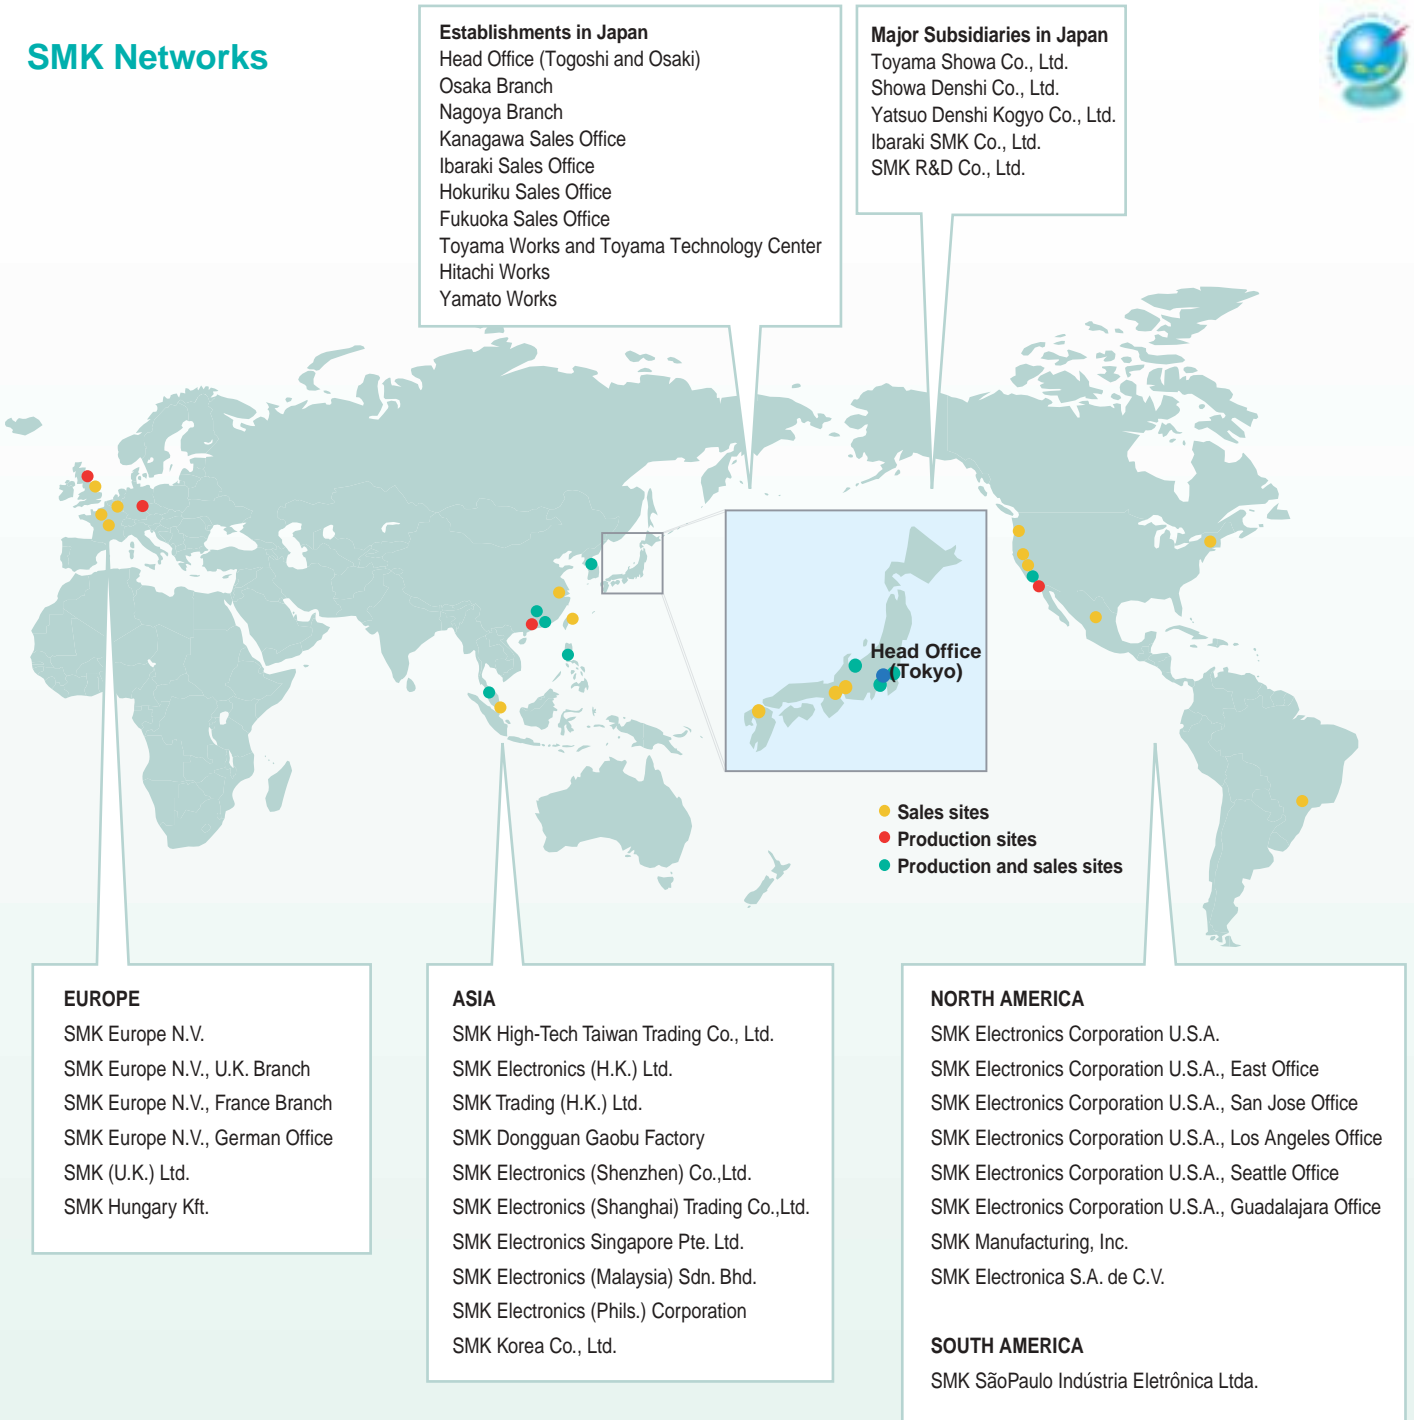 SMK Networks
Establishments in Japan
Head Office (Togoshi and Osaki)
Osaka Branch
Nagoya Branch
Kanagawa Sales Office
Ibaraki Sales Office
Hokuriku Sales Office
Fukuoka Sales Office
Toyama Works and Toyama Technology Center
Hitachi Works
Yamato Works
Major Subsidiaries in Japan
Toyama Showa Co., Ltd.
Showa Denshi Co., Ltd.
Yatsuo Denshi Kogyo Co., Ltd.
Ibaraki SMK Co., Ltd.
SMK R&D Co., Ltd.
Head Office
(Tokyo)
Sales sites
Production sites
Production and sales sites
EUROPE
SMK Europe N.V.
SMK Europe N.V., U.K. Branch
SMK Europe N.V., France Branch
SMK Europe N.V., German Office
SMK (U.K.) Ltd.
SMK Hungary Kft.
ASIA
SMK High-Tech Taiwan Trading Co., Ltd.
SMK Electronics (H.K.) Ltd.
SMK Trading (H.K.) Ltd.
SMK Dongguan Gaobu Factory
SMK Electronics (Shenzhen) Co.,Ltd.
SMK Electronics (Shanghai) Trading Co.,Ltd.
SMK Electronics Singapore Pte. Ltd.
SMK Electronics (Malaysia) Sdn. Bhd.
SMK Electronics (Phils.) Corporation
SMK Korea Co., Ltd.
NORTH AMERICA
SMK Electronics Corporation U.S.A.
SMK Electronics Corporation U.S.A., East Office
SMK Electronics Corporation U.S.A., San Jose Office
SMK Electronics Corporation U.S.A., Los Angeles Office
SMK Electronics Corporation U.S.A., Seattle Office
SMK Electronics Corporation U.S.A., Guadalajara Office
SMK Manufacturing, Inc.
SMK Electronica S.A. de C.V.
SOUTH AMERICA
SMK SãoPaulo Indústria Eletrônica Ltda.